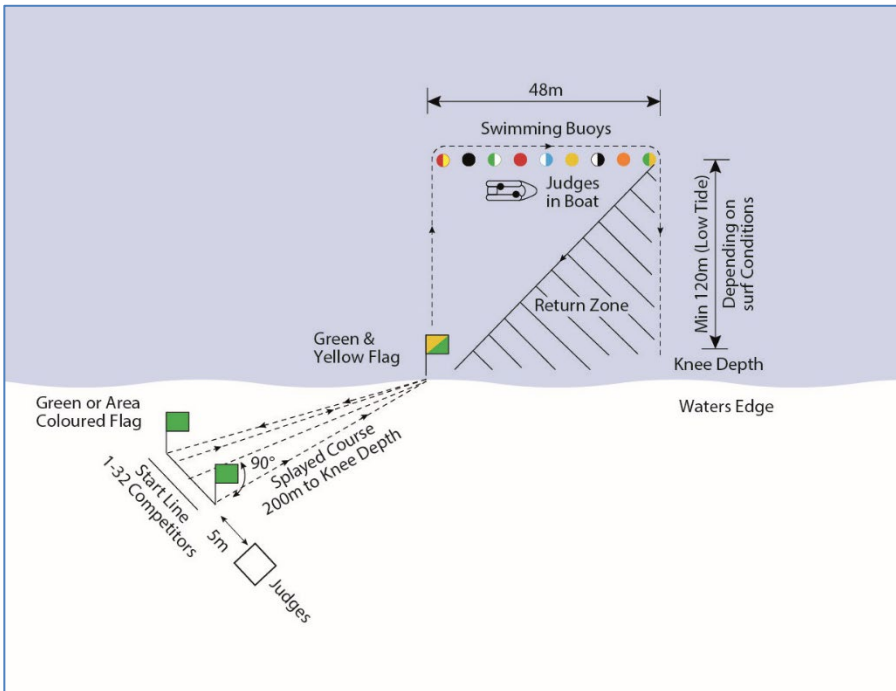 48m
Swimming Buoys
Judges
in Boat
Min 120m (Low Tide)
Depending on
surf Conditions
Return Zone
Green &
Yellow Flag
Knee Depth
Waters Edge
Green or Area
Coloured Flag
90°
Splayed Course
200m to Knee Depth
Start Line
1-32 Competitors
5m
Judges